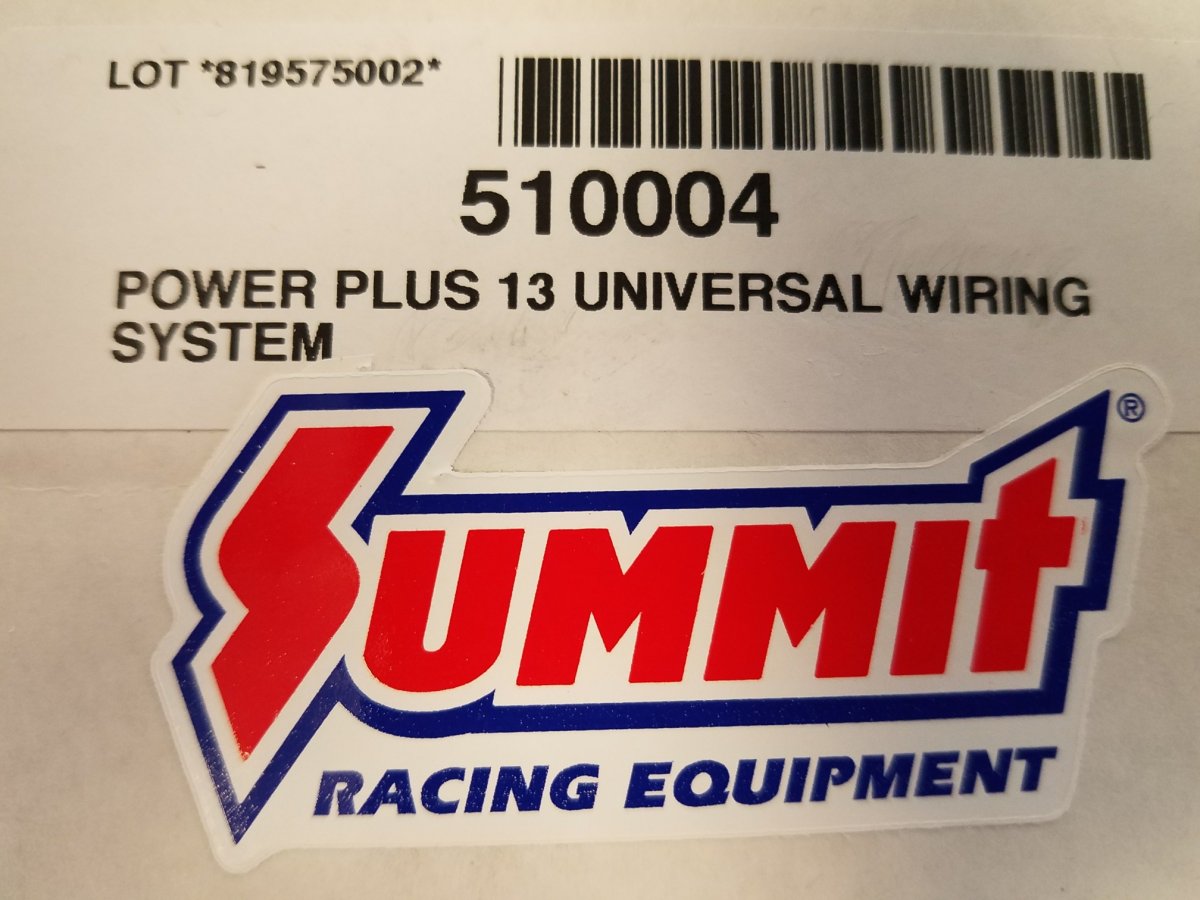 LOT *819575002*
510004
POWER PLUS 13 UNIVERSAL WIRING
SYSTEM
SUMMIT ®
RACING EQUIPMENT